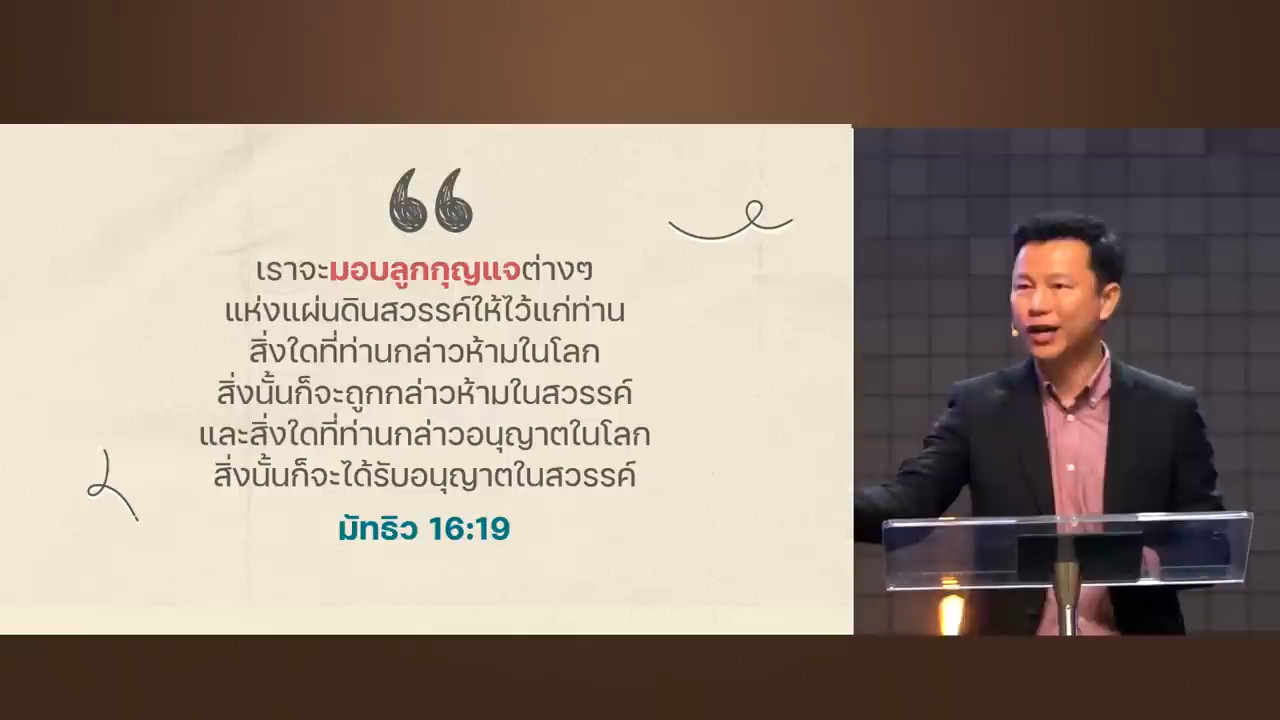 เราจะมอบลูกกุญแจต่างๆ
แห่งแผ่นดินสวรรค์ให้ไว้แก่ท่าน
สิ่งใดที่ท่านกล่าวห้ามในโลก
สิ่งนั้นก็จะถูกกล่าวห้ามในสวรรค์
และสิ่งใดที่ท่านกล่าวอนุญาตในโลก
สิ่งนั้นก็จะได้รับอนุญาตในสวรรค์
มัทธิว 16:19